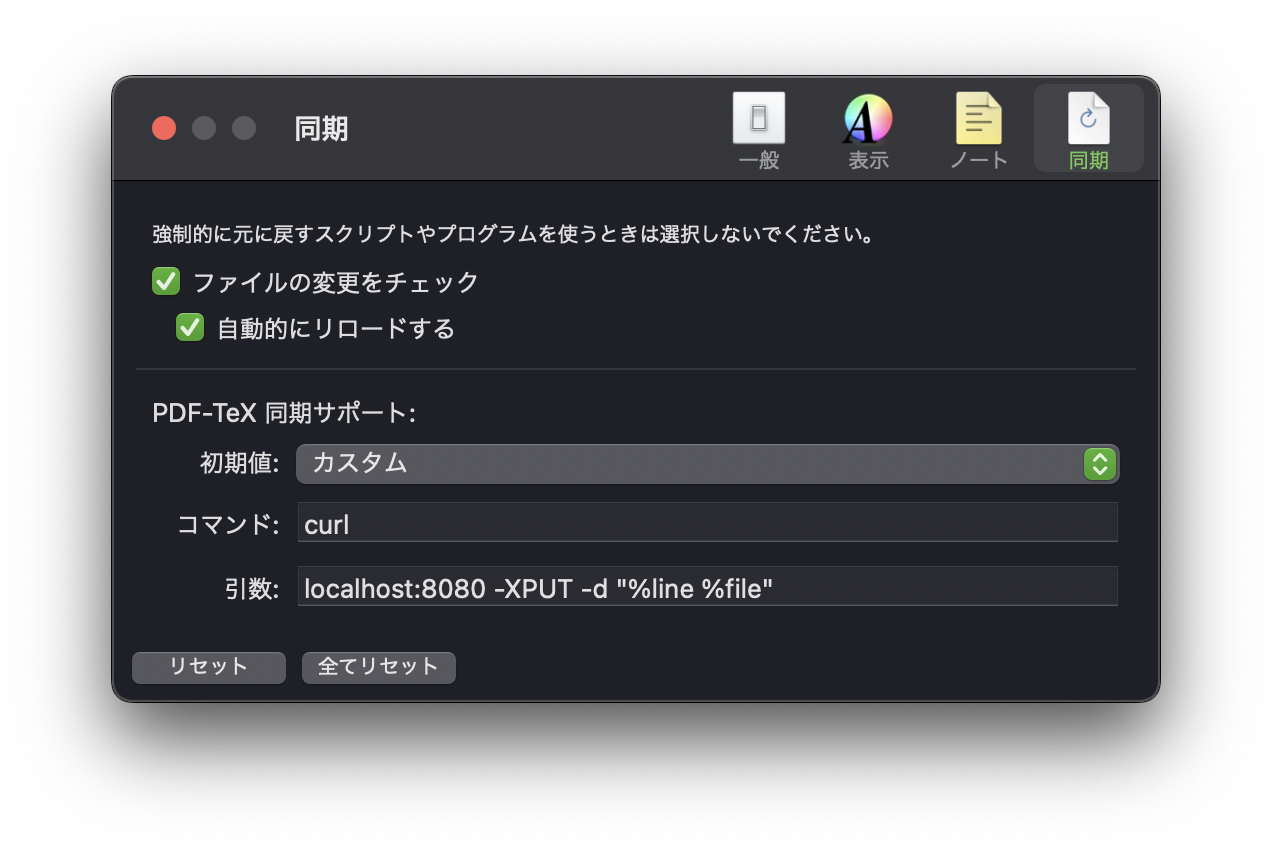 同期
一般
表示
ノート
同期
強制的に元に戻すスクリプトやプログラムを使うときは選択しないでください。
ファイルの変更をチェック
自動的にリロードする
PDF-TeX 同期サポート:
初期値: カスタム
コマンド: curl
引数: localhost:8080 -XPUT -d "%line %file"
リセット 全てリセット